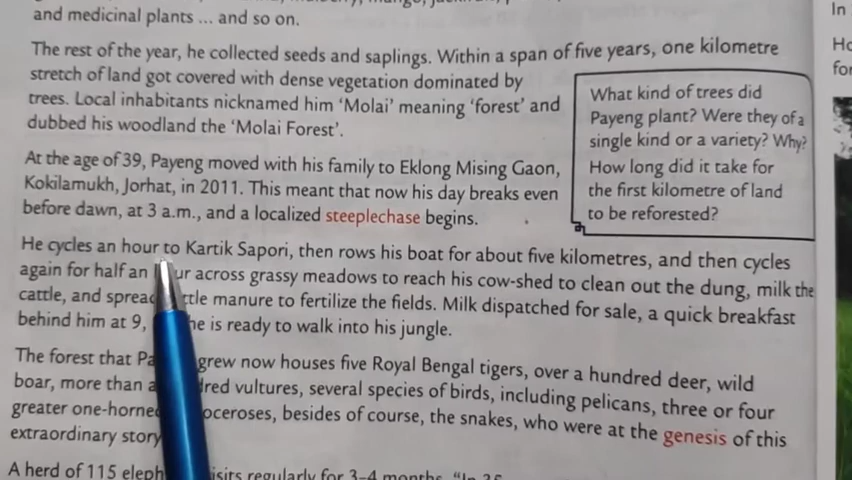 and medicinal plants ... and so on.
The rest of the year, he collected seeds and saplings. Within a span of five years, one kilometre
stretch of land got covered with dense vegetation dominated by
trees. Local inhabitants nicknamed him ‘Molai’ meaning ‘forest’ and
dubbed his woodland the ‘Molai Forest’.
At the age of 39, Payeng moved with his family to Eklong Mising Gaon,
Kokilamukh, Jorhat, in 2011. This meant that now his day breaks even
before dawn, at 3 a.m., and a localized steeplechase begins.
What kind of trees did
Payeng plant? Were they of a
single kind or a variety? Why?
How long did it take for
the first kilometre of land
to be reforested?
He cycles an hour to Kartik Sapori, then rows his boat for about five kilometres, and then cycles
again for half an across grassy meadows to reach his cow-shed to clean out the dung, milk the
cattle, and manure to fertilize the fields. Milk dispatched for sale, a quick breakfast
behind him at 9, is ready to walk into his jungle.
The forest that grew now houses five Royal Bengal tigers, over a hundred deer, wild
boar, more than a vultures, several species of birds, including pelicans, three or four
greater one-horned besides of course, the snakes, who were at the genesis of this
extraordinary story
A herd of 115 regularly for 3–4 months. “In
In